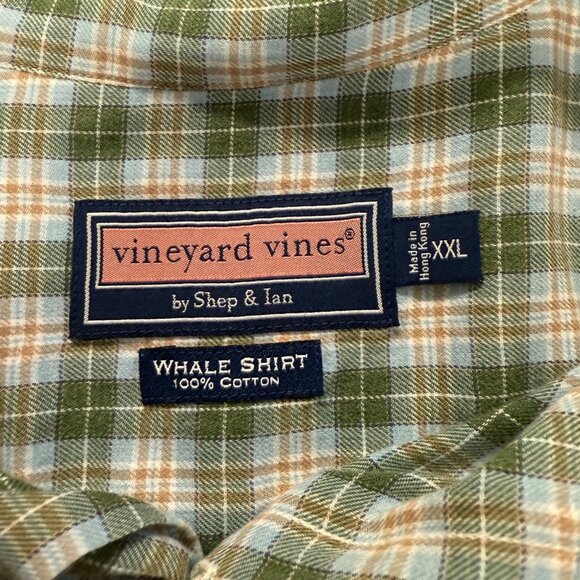 vineyard vines®
by Shep & Ian
Made in
Hong Kong
XXL
WHALE SHIRT
100% COTTON